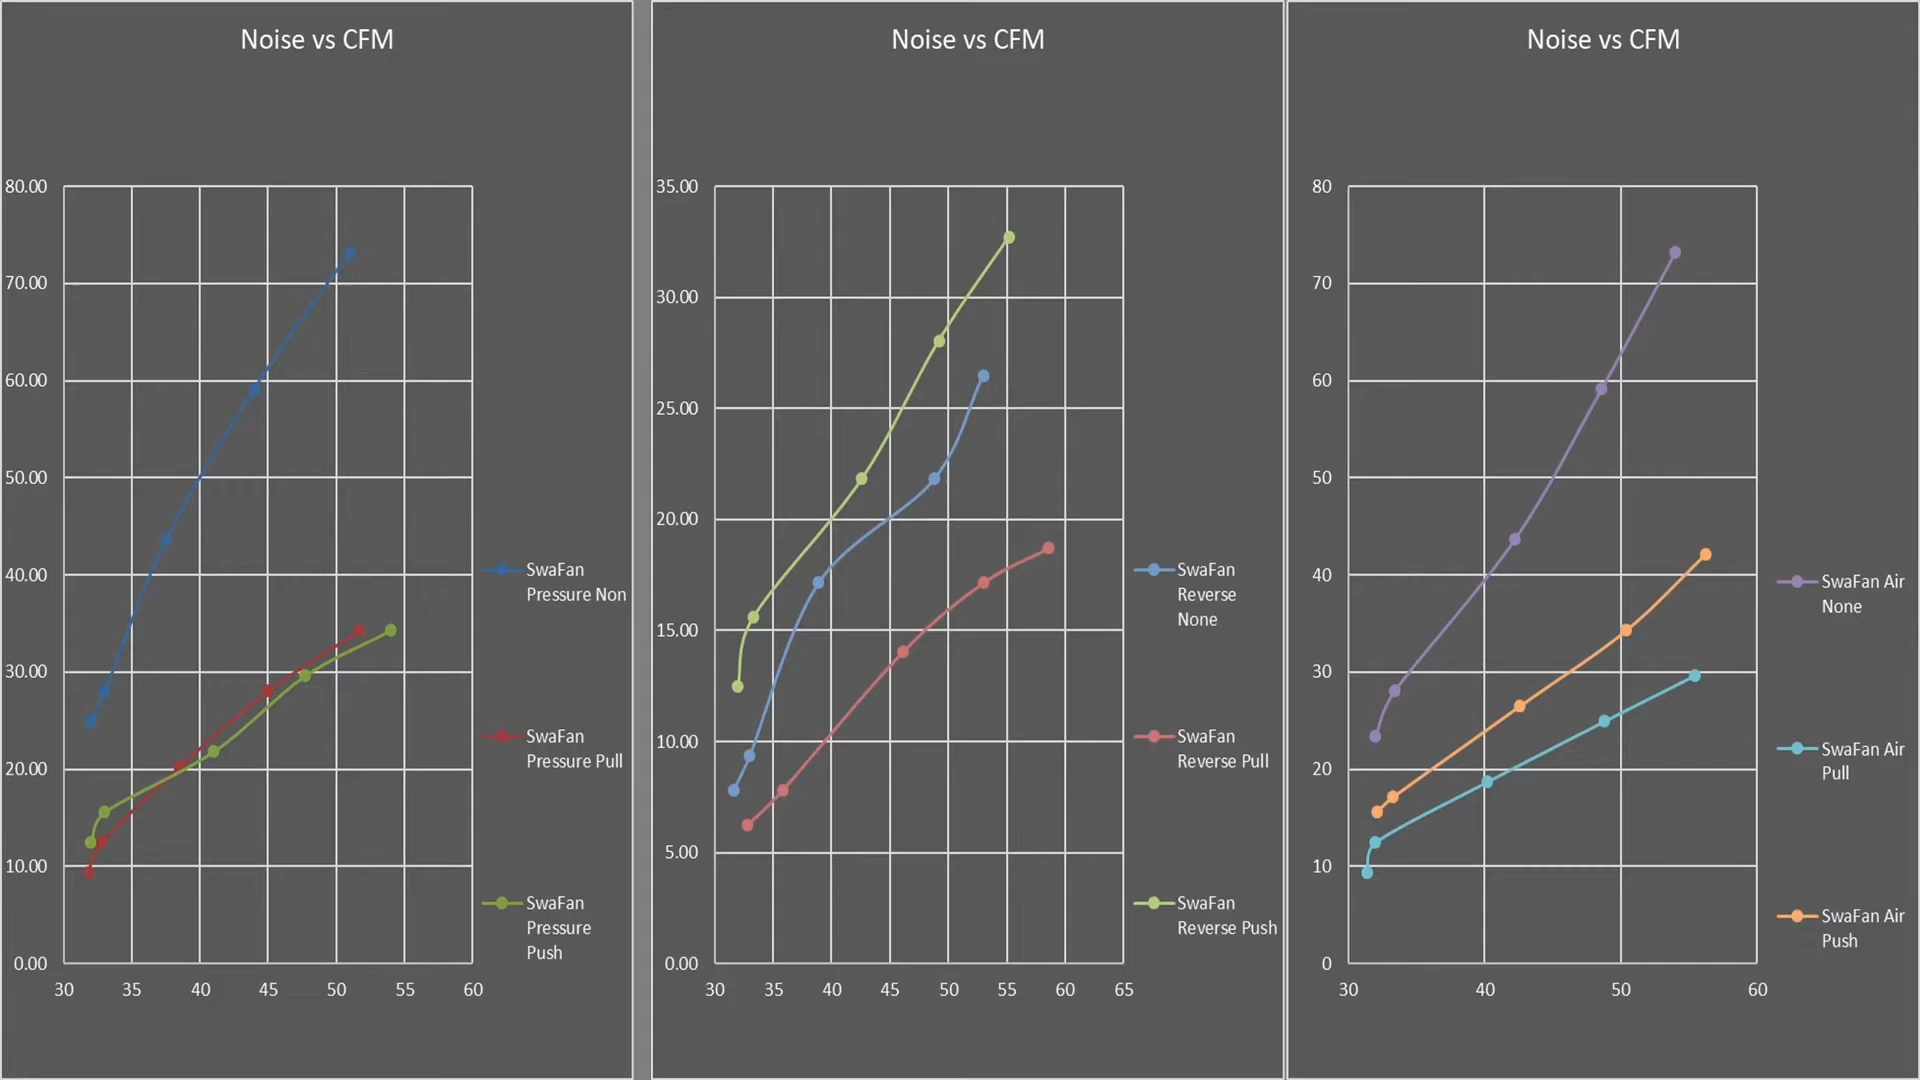 Noise vs CFM
80.00
70.00
60.00
50.00
40.00
30.00
20.00
10.00
0.00
30 35 40 45 50 55 60
SwaFan
Pressure Non
SwaFan
Pressure Pull
SwaFan
Pressure
Push
Noise vs CFM
35.00
30.00
25.00
20.00
15.00
10.00
5.00
0.00
30 35 40 45 50 55 60 65
SwaFan
Reverse
None
SwaFan
Reverse Pull
SwaFan
Reverse Push
Noise vs CFM
80
70
60
50
40
30
20
10
0
30 40 50 60
SwaFan Air
None
SwaFan Air
Pull
SwaFan Air
Push